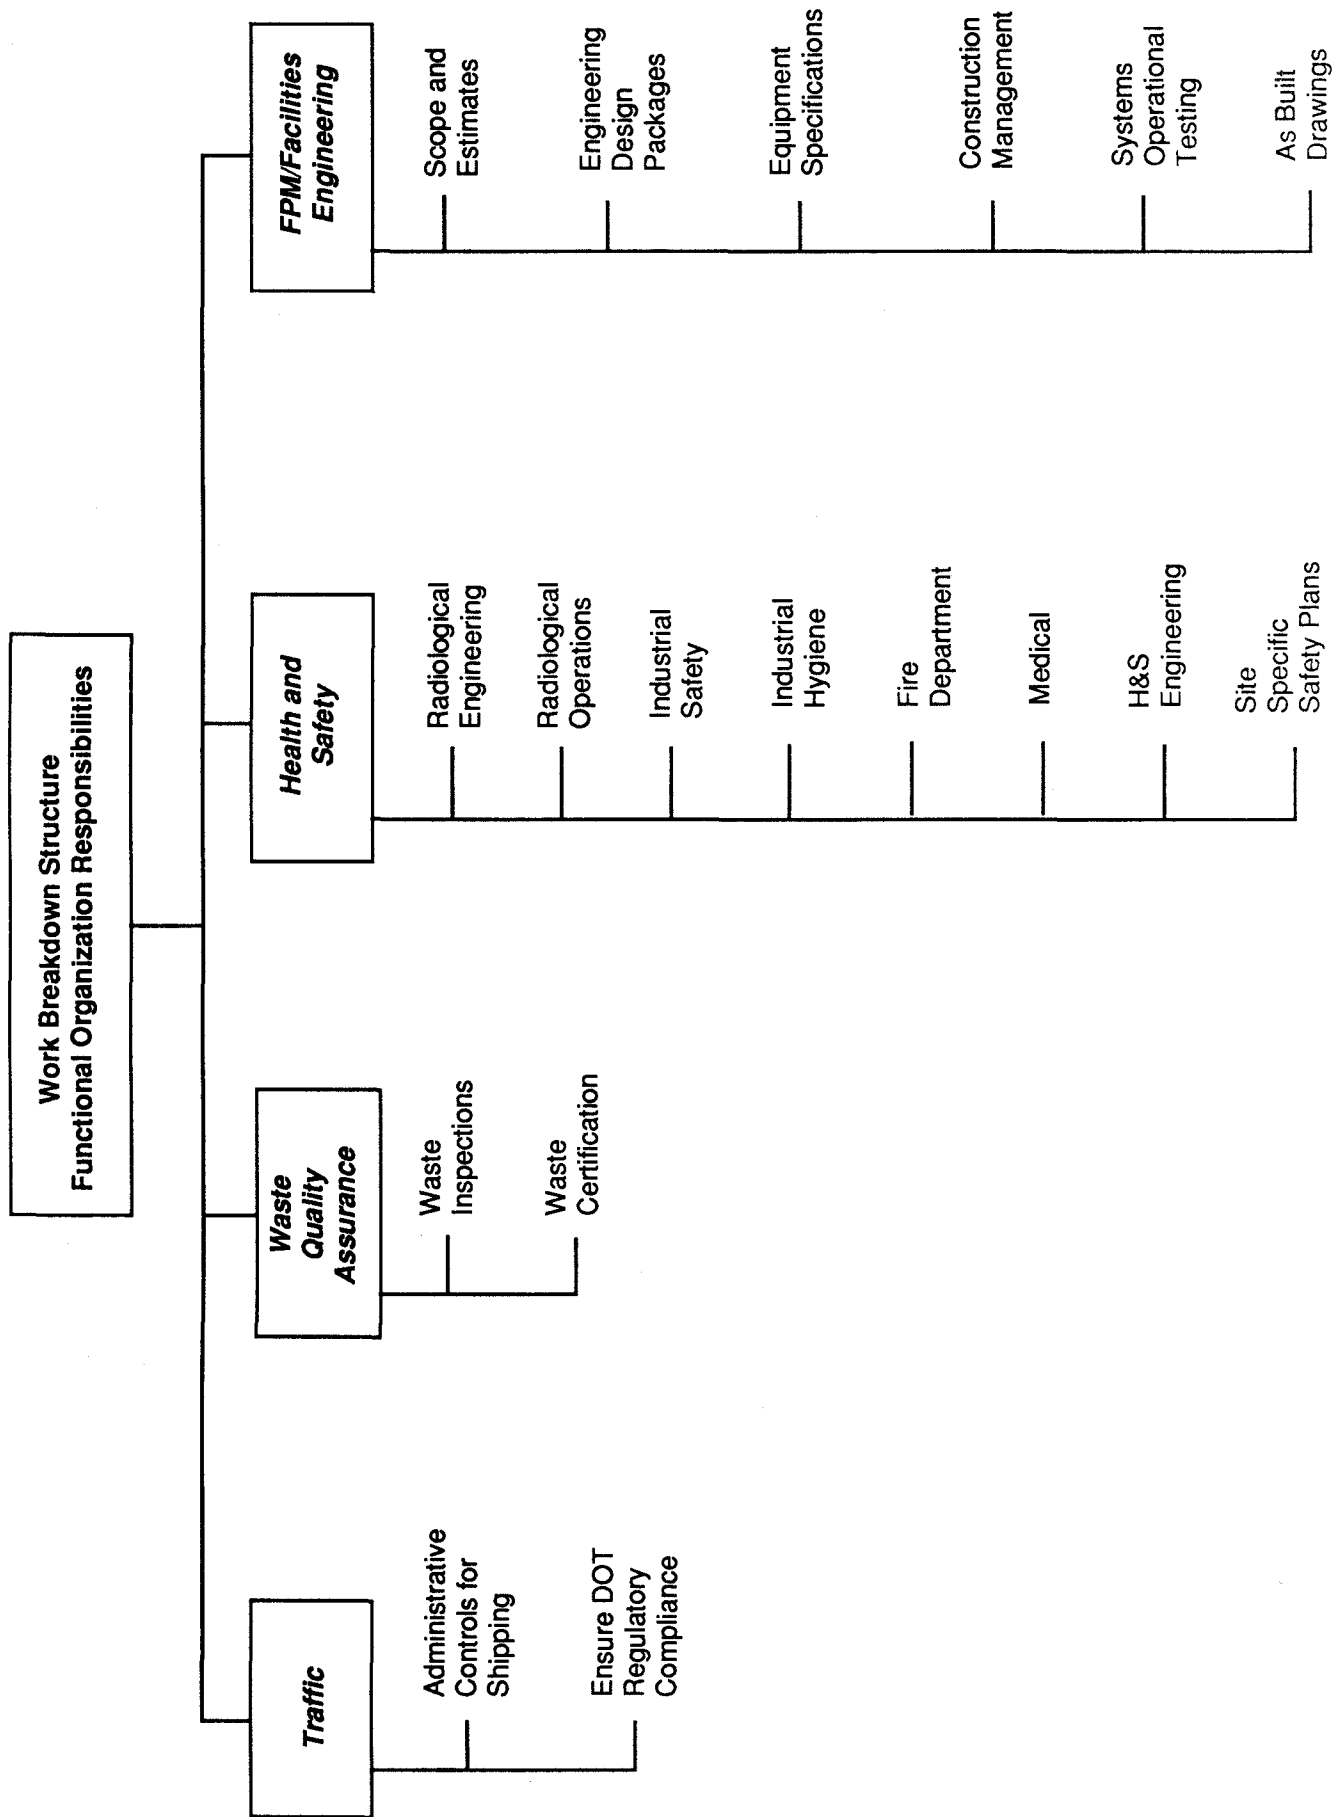 Work Breakdown Structure
Functional Organization Responsibilities
Traffic
Administrative
Controls for
Shipping
Ensure DOT
Regulatory
Compliance
Waste
Quality
Assurance
Waste
Inspections
Waste
Certification
Health and
Safety
Radiological
Engineering
Radiological
Operations
Industrial
Safety
Industrial
Hygiene
Fire
Department
Medical
H&S
Engineering
Site
Specific
Safety Plans
FPM/Facilities
Engineering
Scope and
Estimates
Engineering
Design
Packages
Equipment
Specifications
Construction
Management
Systems
Operational
Testing
As Built
Drawings